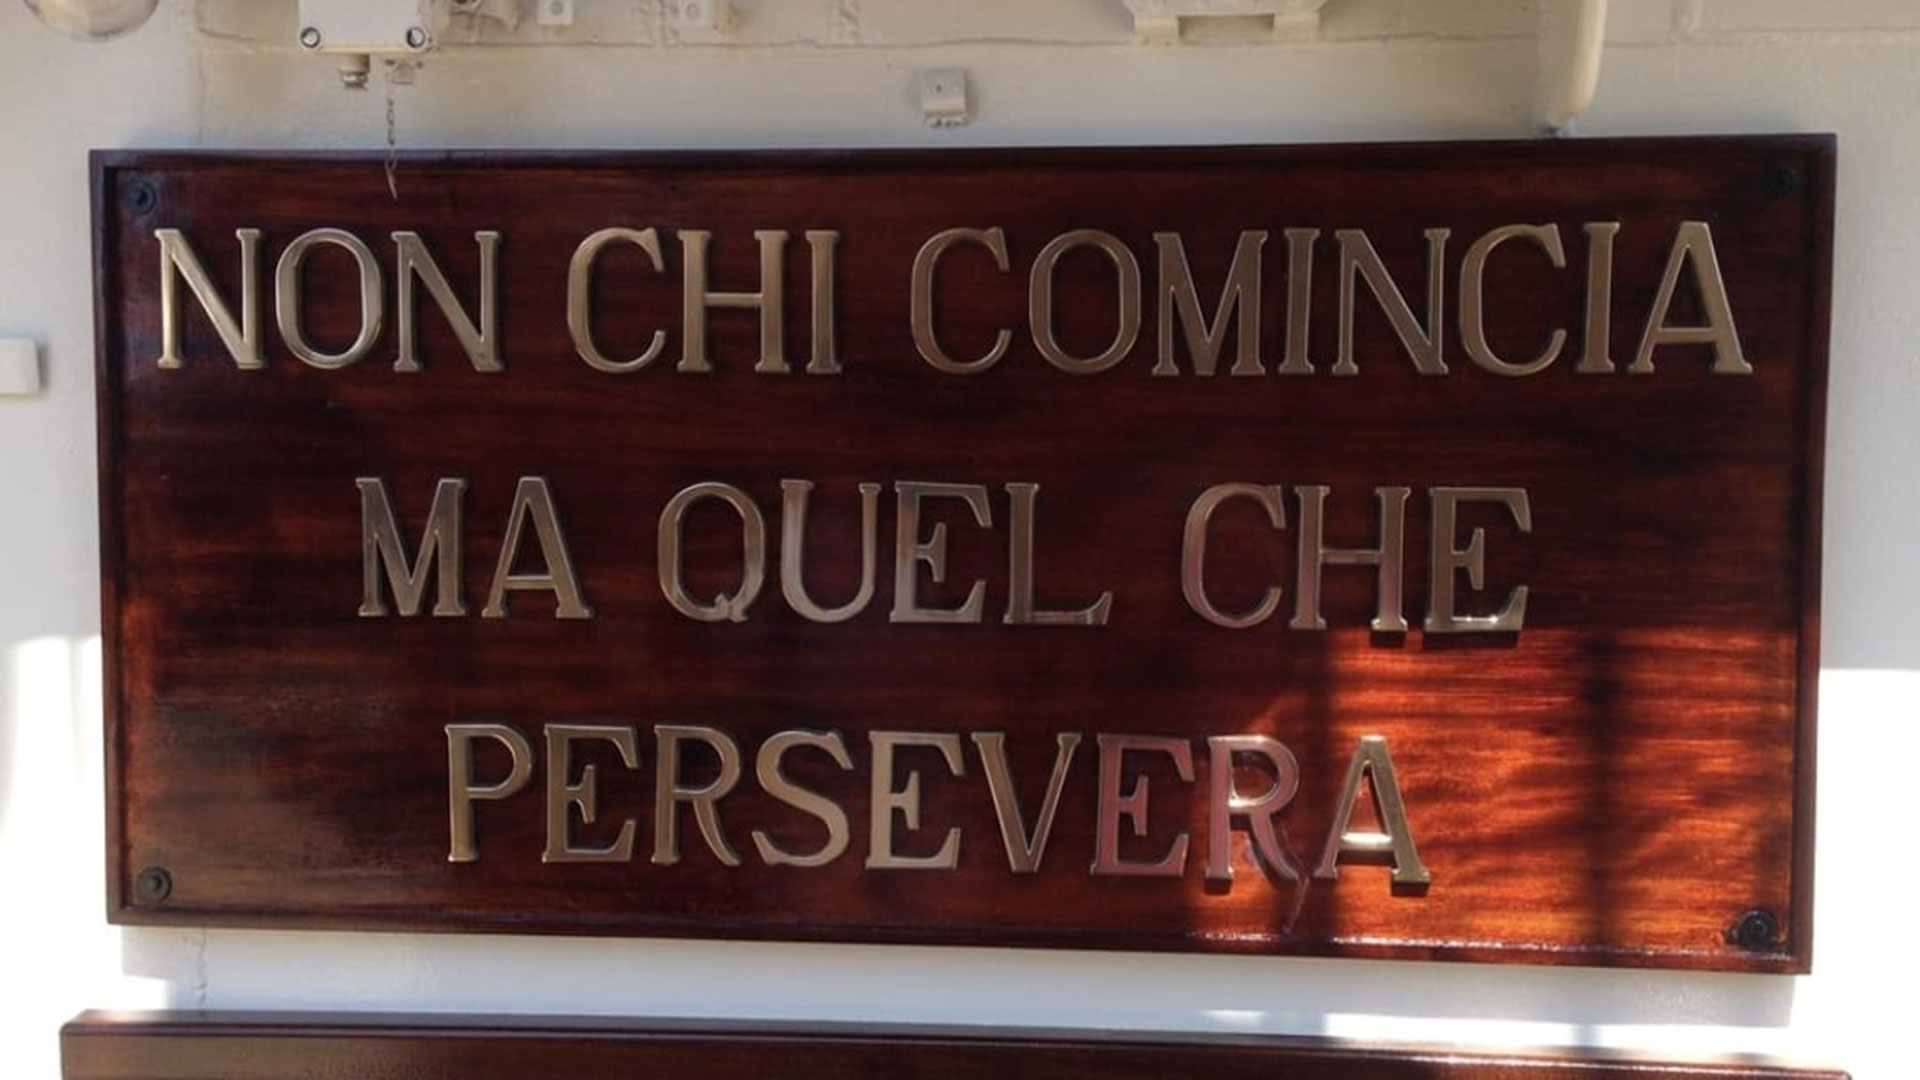 NON CHI COMINCIA
MA QUEL CHE
PERSEVERA